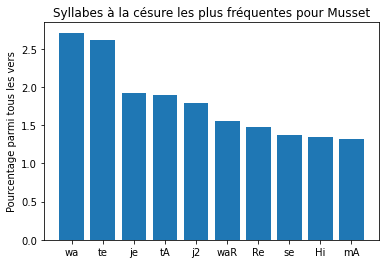 Syllabes à la césure les plus fréquentes pour Musset
Pourcentage parmi tous les vers
2.5
2.0
1.5
1.0
0.5
0.0
wa te je tA j2 waR Re se Hi mA